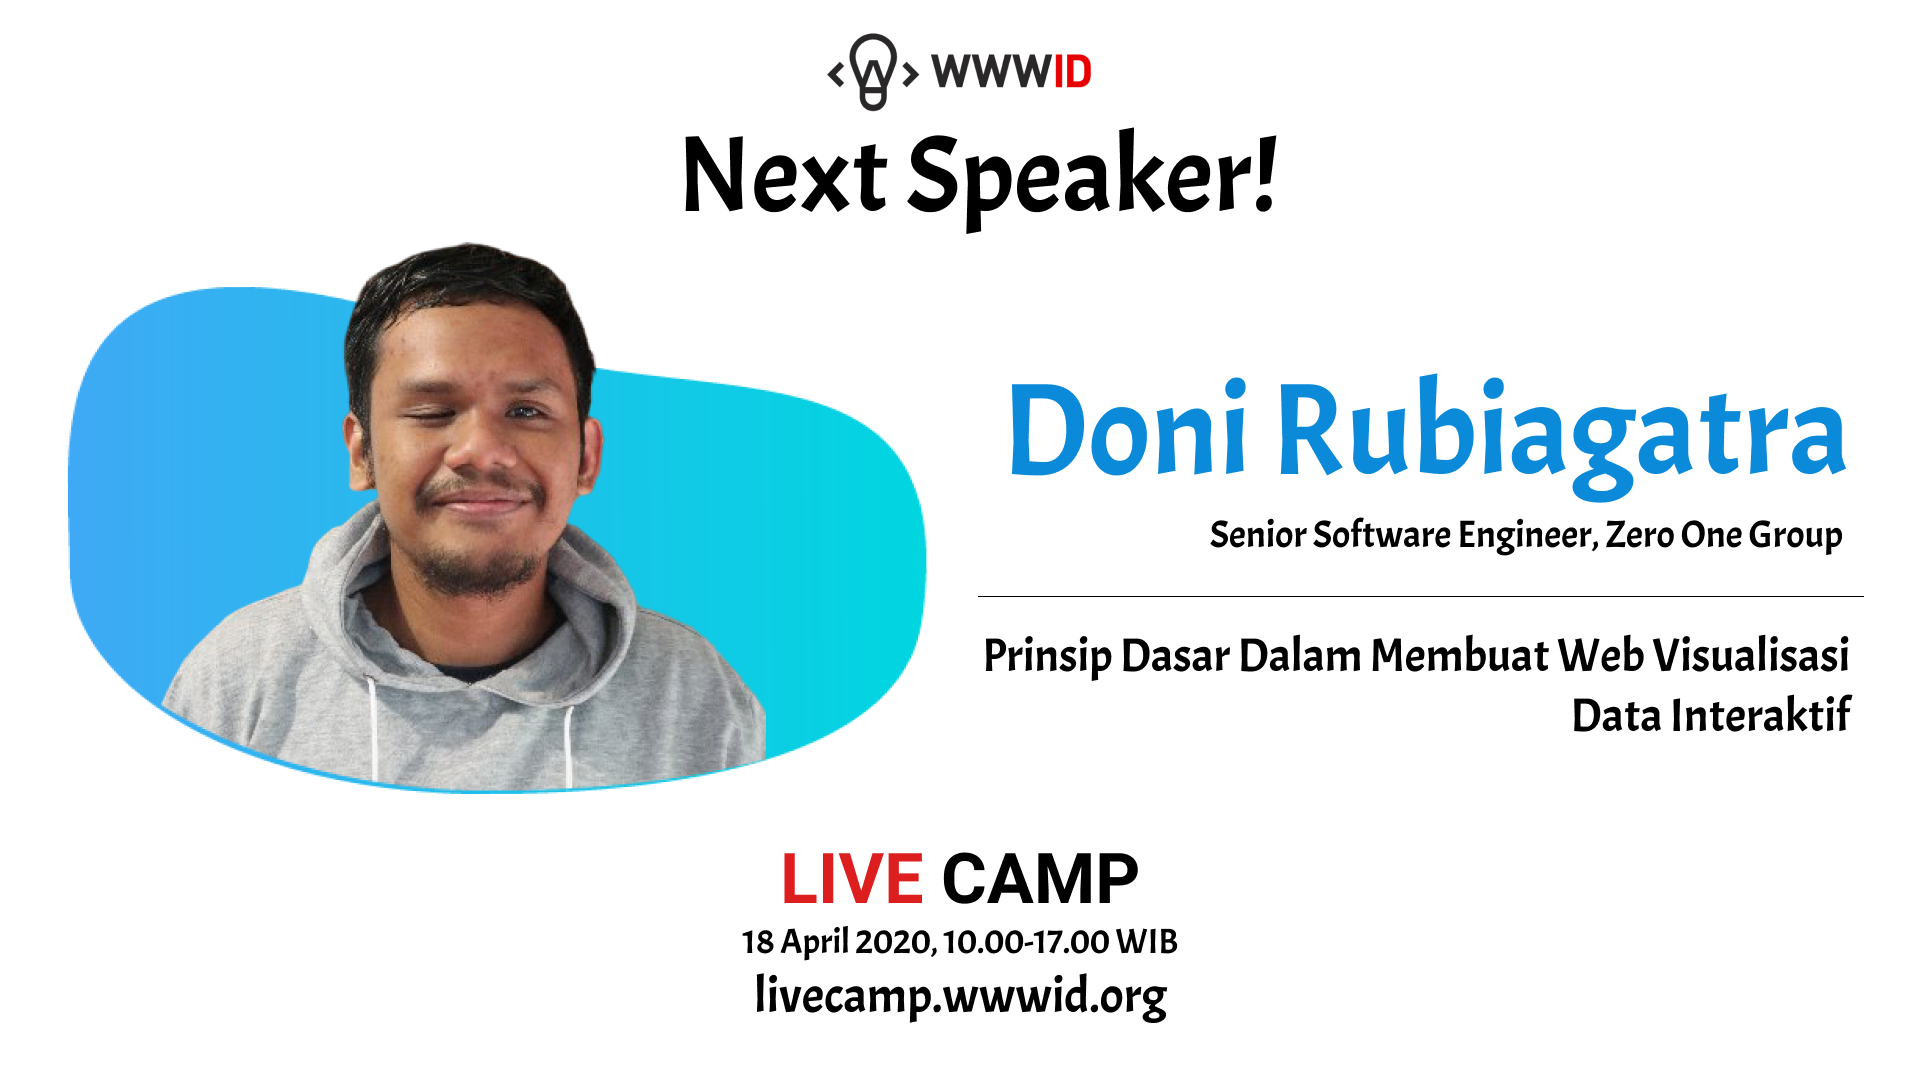 WWWID
Next Speaker!
Doni Rubiagatra
Senior Software Engineer, Zero One Group
Prinsip Dasar Dalam Membuat Web Visualisasi
Data Interaktif
LIVE CAMP
18 April 2020, 10.00-17.00 WIB
livecamp.wwwid.org